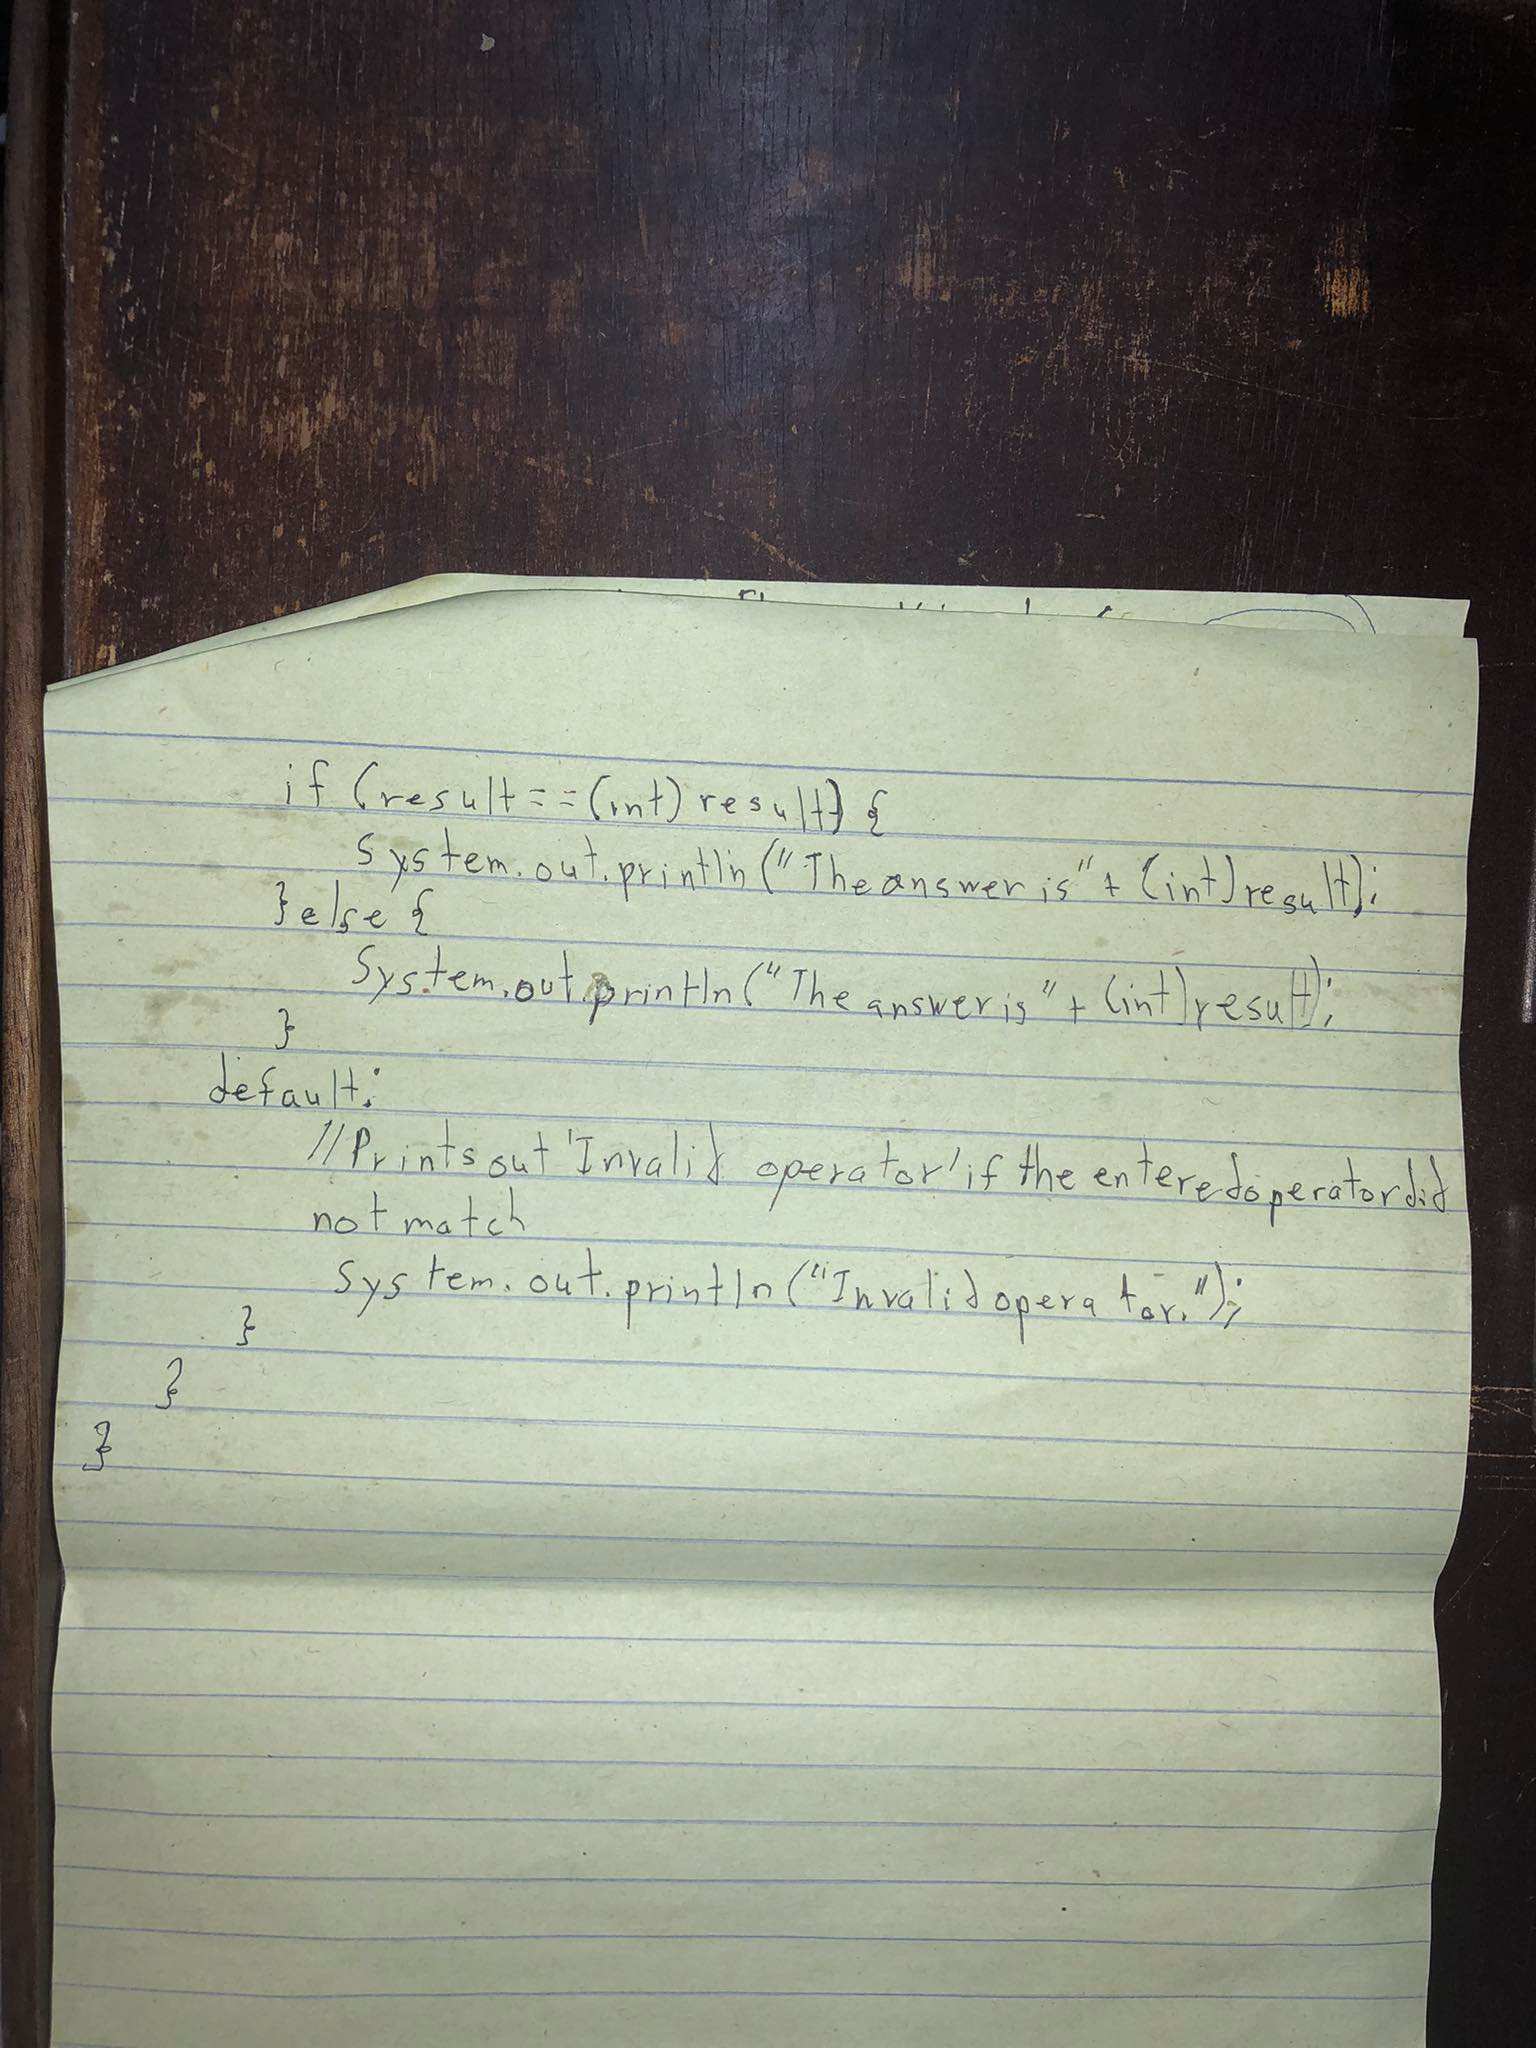 if (result==(int) result) {
System.out.println("The answer is" + (int)result);
}else {
System.out.println("The answer is" + (int)result);
}
default:
//Prints out 'Invalid operator' if the entered operator did
not match
System.out.println("Invalid operator.");
}
}
}